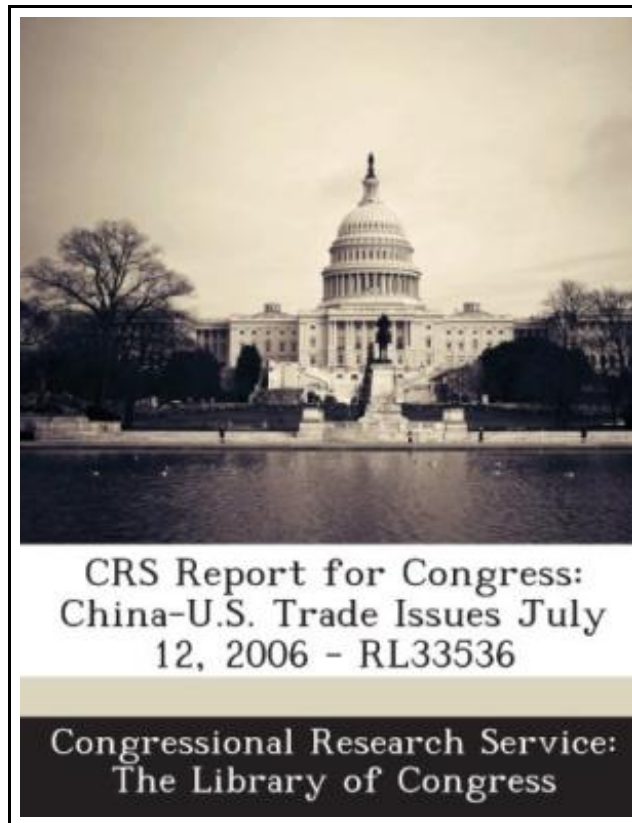 CRS Report for Congress:
China-U.S. Trade Issues July
12, 2006 - RL33536
Congressional Research Service:
The Library of Congress